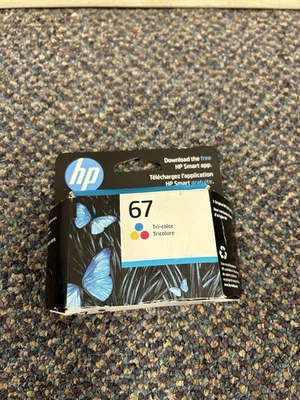 hp
Download the free
HP Smart app.
Téléchargez l'application
HP Smart gratuite.
67
Tri-color
Tricolore